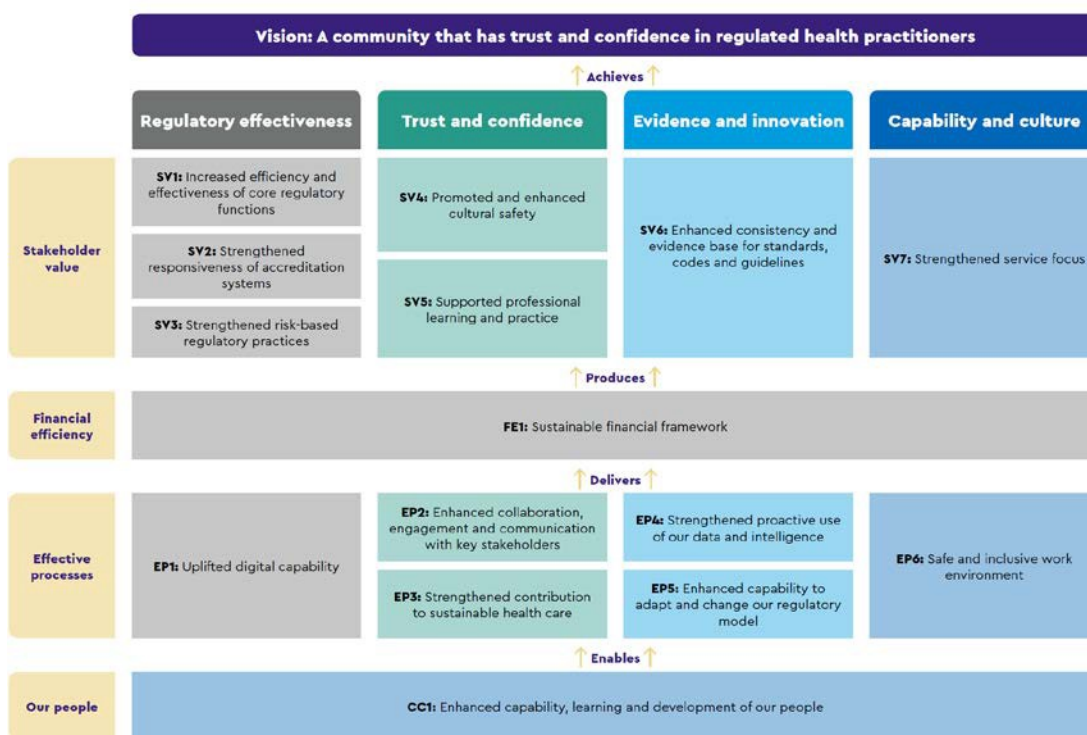 Vision: A community that has trust and confidence in regulated health practitioners
Achieves
Regulatory effectiveness
Trust and confidence
Evidence and innovation
Capability and culture
Stakeholder
value
SV1: Increased efficiency and
effectiveness of core regulatory
functions
SV2: Strengthened
responsiveness of accreditation
systems
SV3: Strengthened risk-based
regulatory practices
SV4: Promoted and enhanced
cultural safety
SV5: Supported professional
learning and practice
SV6: Enhanced consistency and
evidence base for standards,
codes and guidelines
SV7: Strengthened service focus
Produces
Financial
efficiency
FE1: Sustainable financial framework
Delivers
Effective
processes
EP1: Uplifted digital capability
EP2: Enhanced collaboration,
engagement and communication
with key stakeholders
EP3: Strengthened contribution
to sustainable health care
EP4: Strengthened proactive use
of our data and intelligence
EP5: Enhanced capability to
adapt and change our regulatory
model
EP6: Safe and inclusive work
environment
Enables
Our people
CC1: Enhanced capability, learning and development of our people